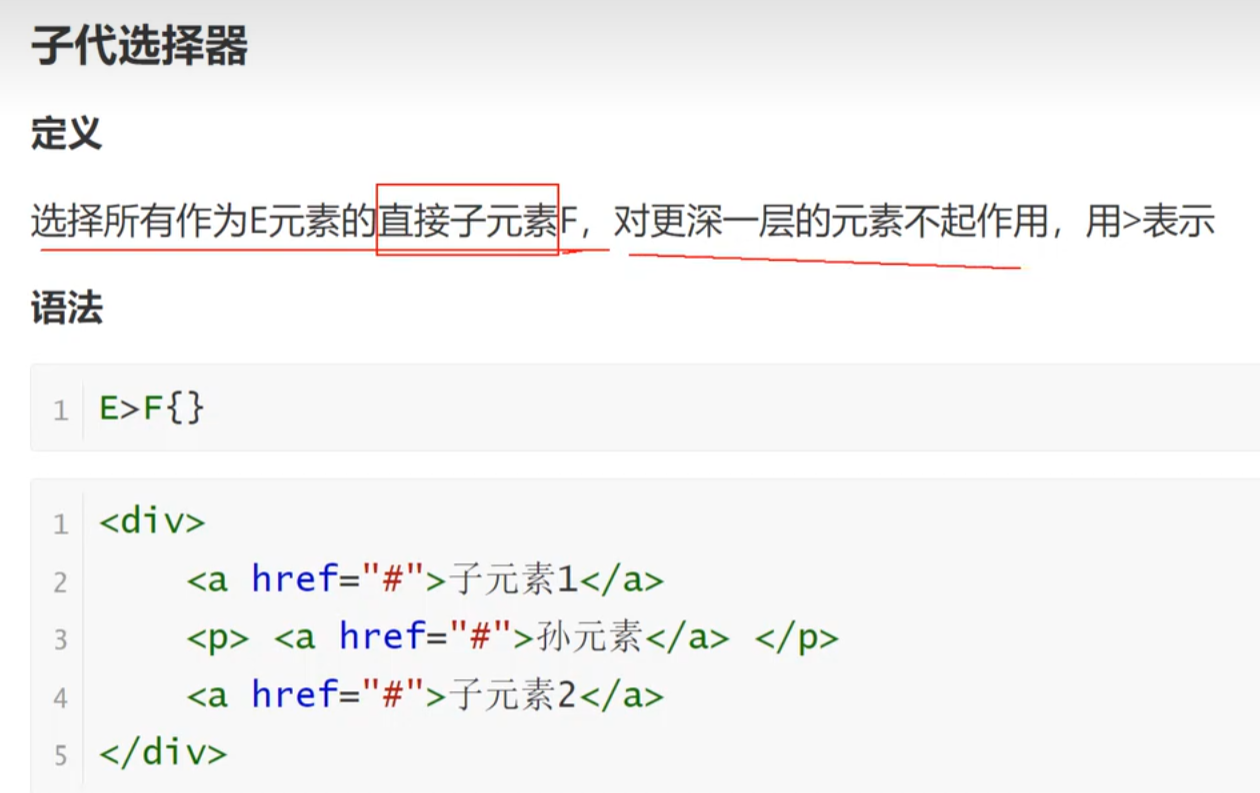 子代选择器
定义
选择所有作为E元素的直接子元素F，对更深一层的元素不起作用，用>表示
语法
1 E>F{}
1 <div>
2 <a href="#">子元素1</a>
3 <p> <a href="#">孙元素</a> </p>
4 <a href="#">子元素2</a>
5 </div>